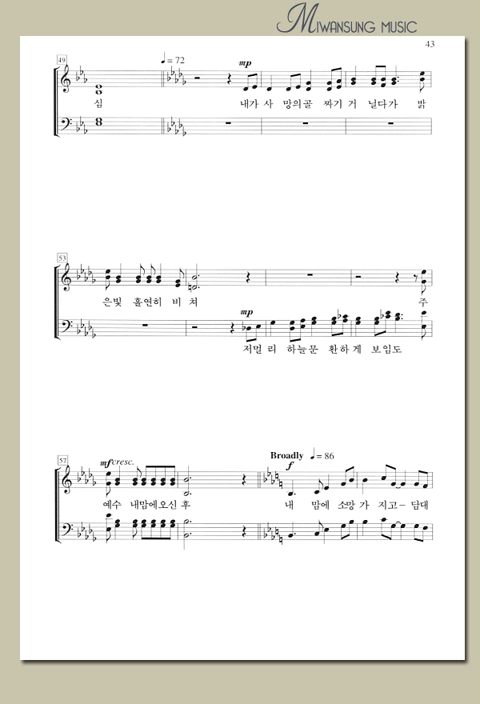 MIWANSUNG MUSIC
43
49
= 72
mp
심 내가 사 망의골 짜기 거 닐다가 밝
53
은빛 홀연히 비 쳐 주
mp
저멀 리 하늘문 환하 게 보임도
57
mf cresc.
Broadly = 86
f
예수 내맘에오신 후 내 맘에 소망 가 지고– 담대